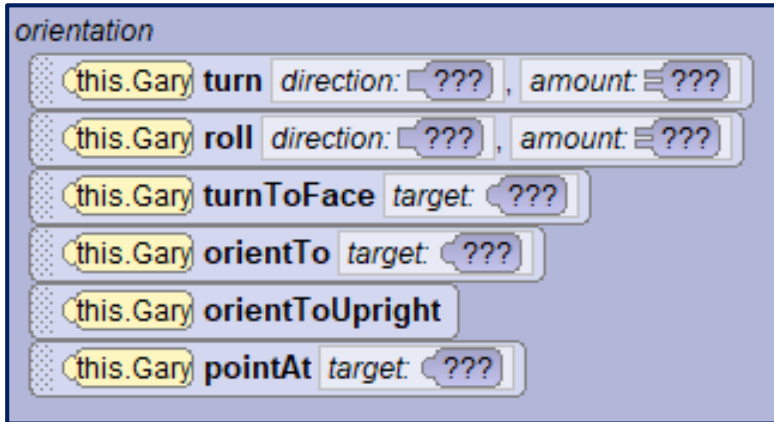 orientation
this.Gary turn direction: ??? , amount: ???
this.Gary roll direction: ??? , amount: ???
this.Gary turnToFace target: ???
this.Gary orientTo target: ???
this.Gary orientToUpright
this.Gary pointAt target: ???